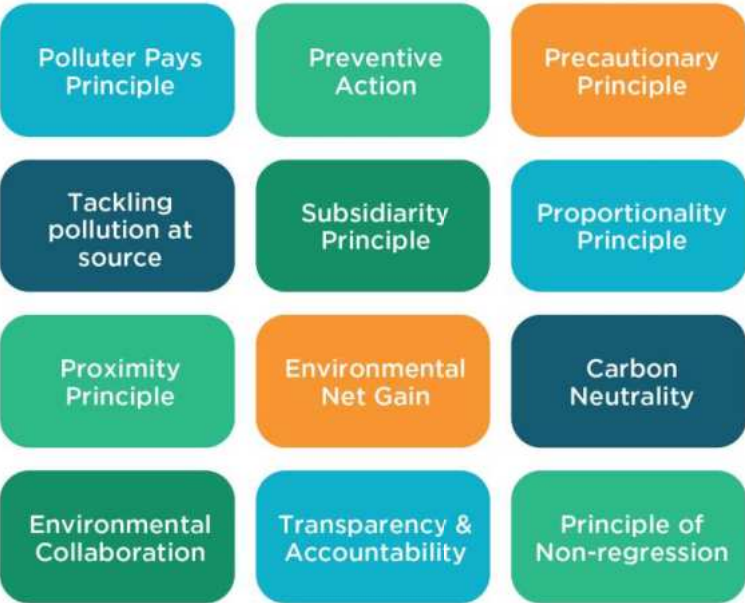 Polluter Pays
Principle
Preventive
Action
Precautionary
Principle
Tackling
pollution at
source
Subsidiarity
Principle
Proportionality
Principle
Proximity
Principle
Environmental
Net Gain
Carbon
Neutrality
Environmental
Collaboration
Transparency &
Accountability
Principle of
Non-regression